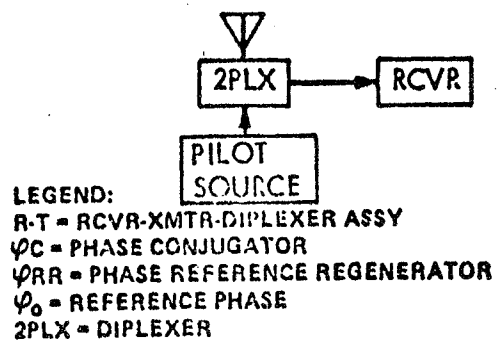 2PLX
RCVR
PILOT
SOURCE
LEGEND:
R-T = RCVR-XMTR-DIPLEXER ASSY
φC = PHASE CONJUGATOR
φRR = PHASE REFERENCE REGENERATOR
φ₀ = REFERENCE PHASE
2PLX = DIPLEXER